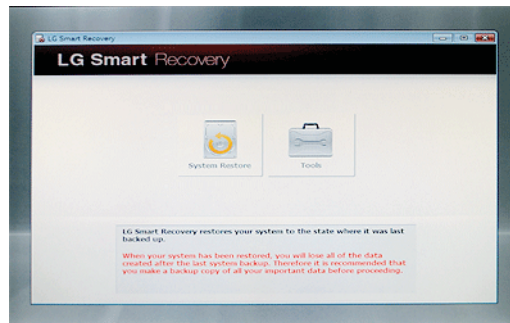 LG Smart Recovery
LG Smart Recovery
System Restore
Tools
LG Smart Recovery restores your system to the state where it was last
backed up.
When your system has been restored, you will lose all of the data
created after the last system backup. Therefore it is recommended that
you make a backup copy of all your important data before proceeding.